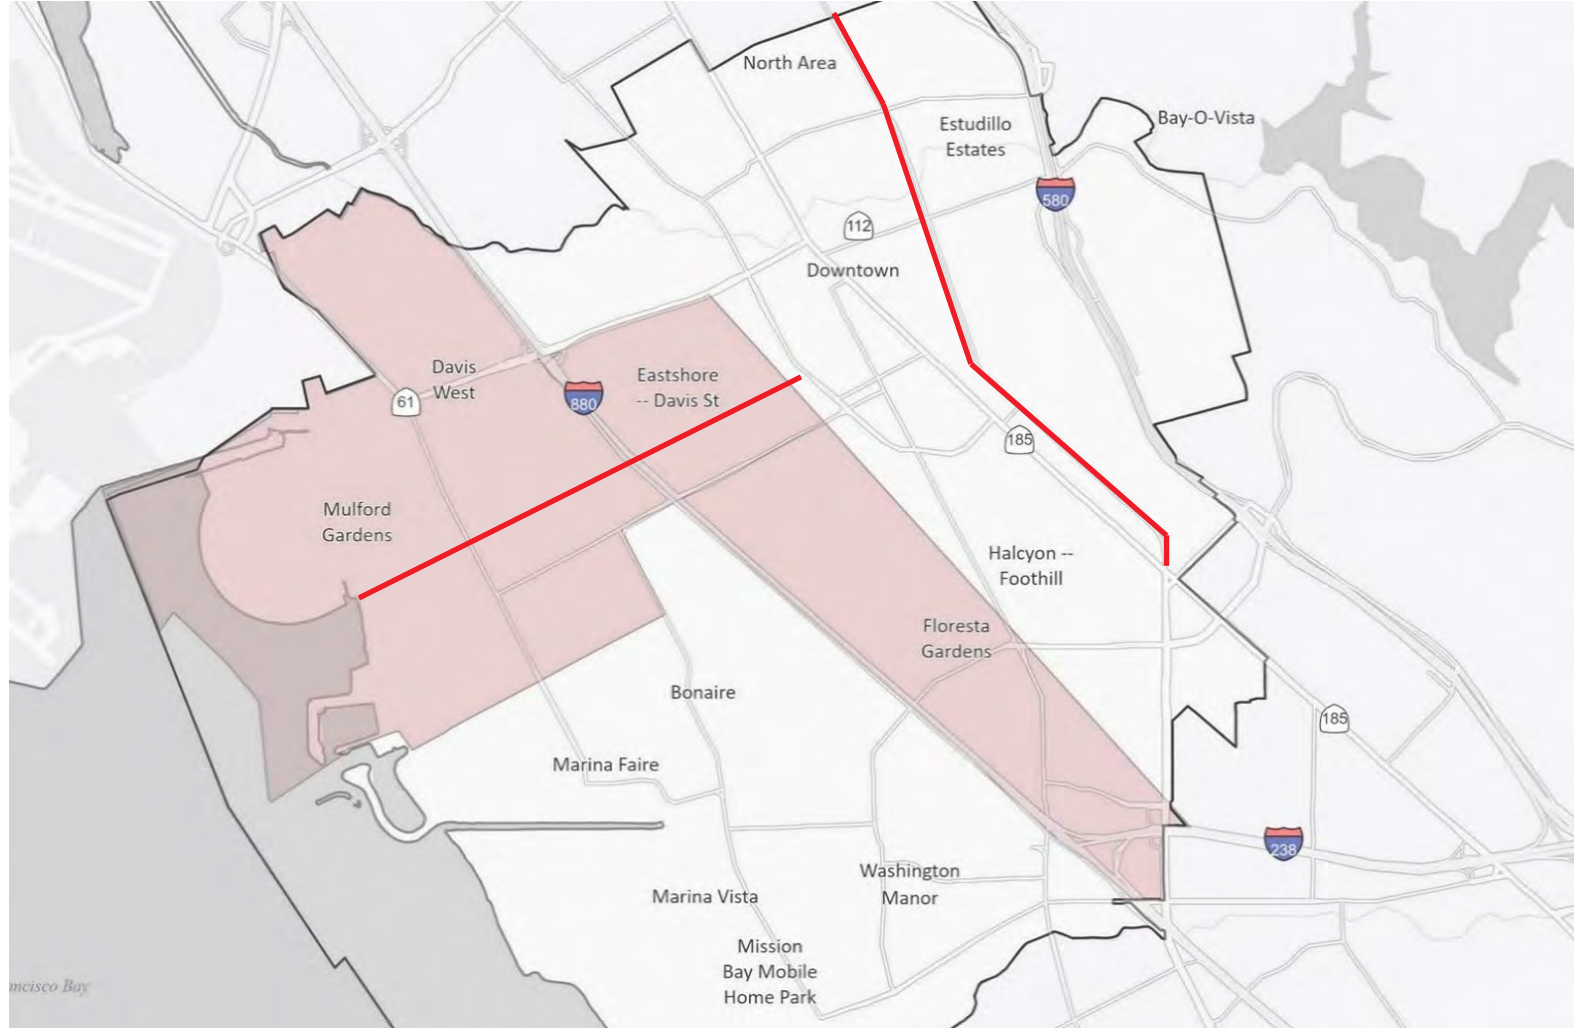 North Area
Bay-O-Vista
Estudillo
Estates
580
112
Downtown
Davis
West
Eastshore
-- Davis St
61
880
185
Mulford
Gardens
Halcyon --
Foothill
Floresta
Gardens
Bonaire
185
Marina Faire
238
Washington
Manor
Marina Vista
Mission
Bay Mobile
Home Park
ncisco Bay